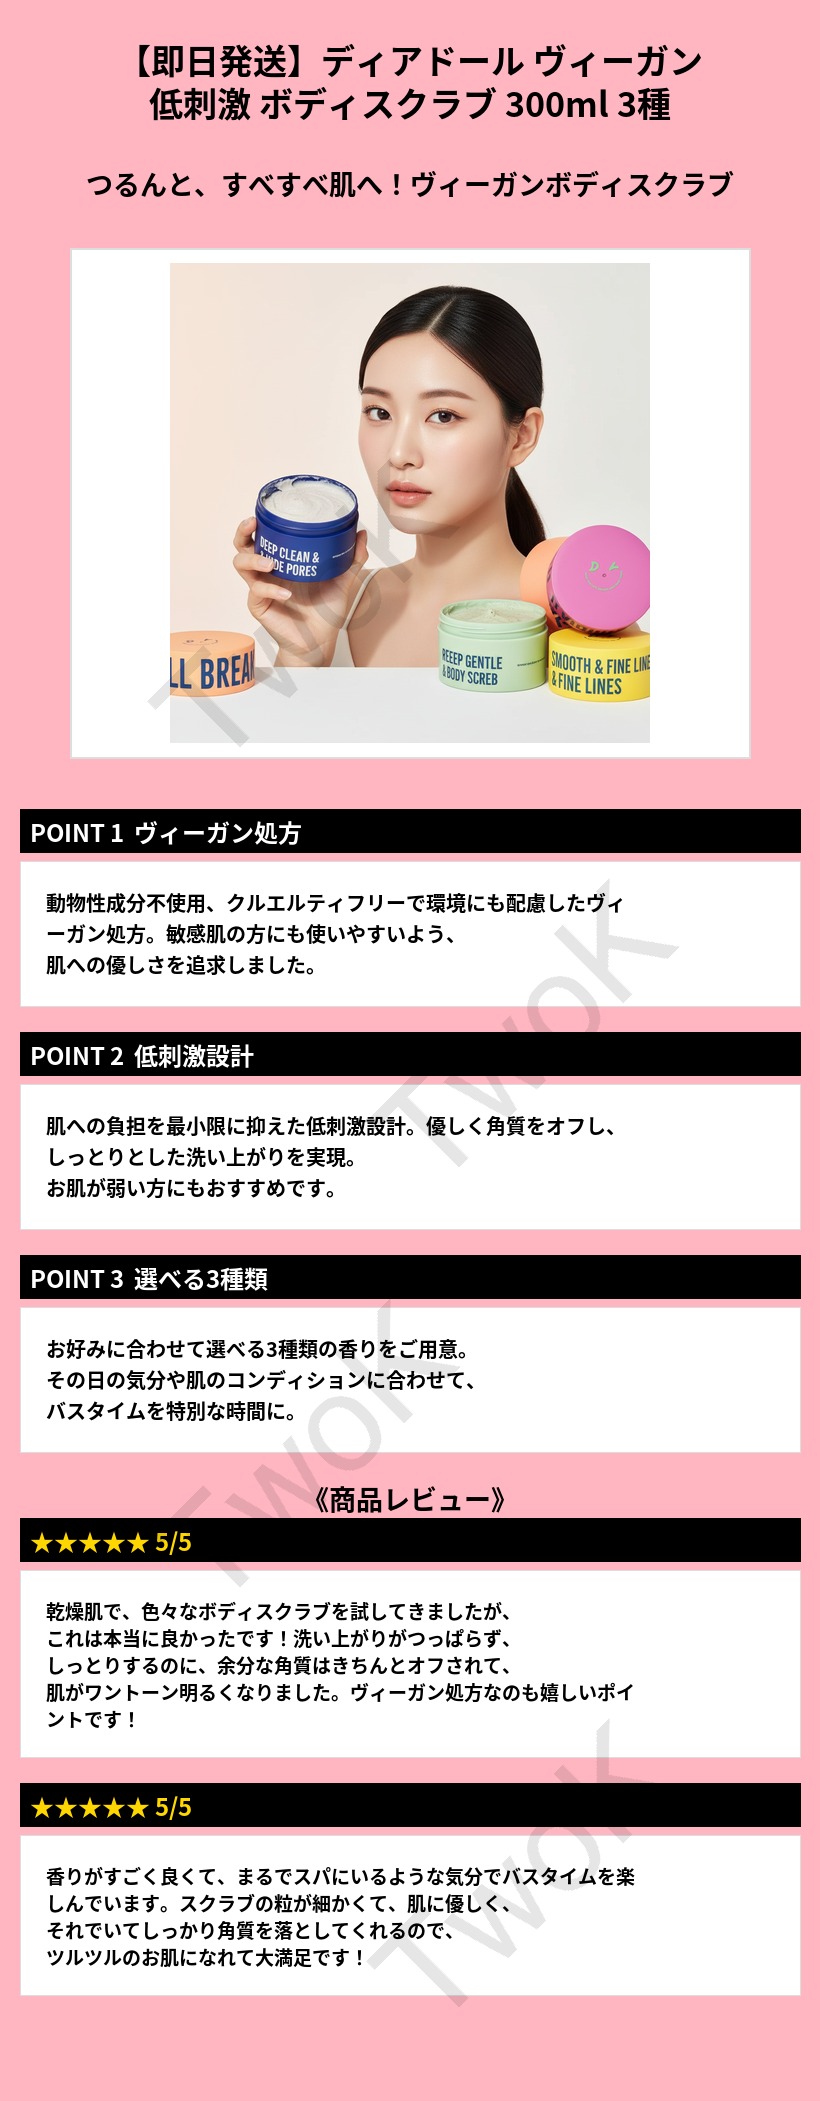 【即日発送】ディアドール ヴィーガン
低刺激 ボディスクラブ 300ml 3種
つるんと、すべすべ肌へ！ヴィーガンボディスクラブ
DEEP CLEAN &
PORES
LL BREA
REEEP GENTLE
& BODY SCREB
SMOOTH & FINE LINE
& FINE LINES
TwoK
POINT 1 ヴィーガン処方
動物性成分不使用、クルエルティフリーで環境にも配慮したヴィ
ーガン処方。敏感肌の方にも使いやすいよう、
肌への優しさを追求しました。
TwoK
POINT 2 低刺激設計
肌への負担を最小限に抑えた低刺激設計。優しく角質をオフし、
しっとりとした洗い上がりを実現。
お肌が弱い方にもおすすめです。
POINT 3 選べる3種類
お好みに合わせて選べる3種類の香りをご用意。
その日の気分や肌のコンディションに合わせて、
バスタイムを特別な時間に。
TwoK
《商品レビュー》
★★★★★ 5/5
乾燥肌で、色々なボディスクラブを試してきましたが、
これは本当に良かったです！洗い上がりがつっぱらず、
しっとりするのに、余分な角質はきちんとオフされて、
肌がワントーン明るくなりました。ヴィーガン処方なのも嬉しいポイ
ントです！
★★★★★ 5/5
香りがすごく良くて、まるでスパにいるような気分でバスタイムを楽
しんでいます。スクラブの粒が細かくて、肌に優しく、
それでいてしっかり角質を落としてくれるので、
ツルツルのお肌になれて大満足です！
TwoK